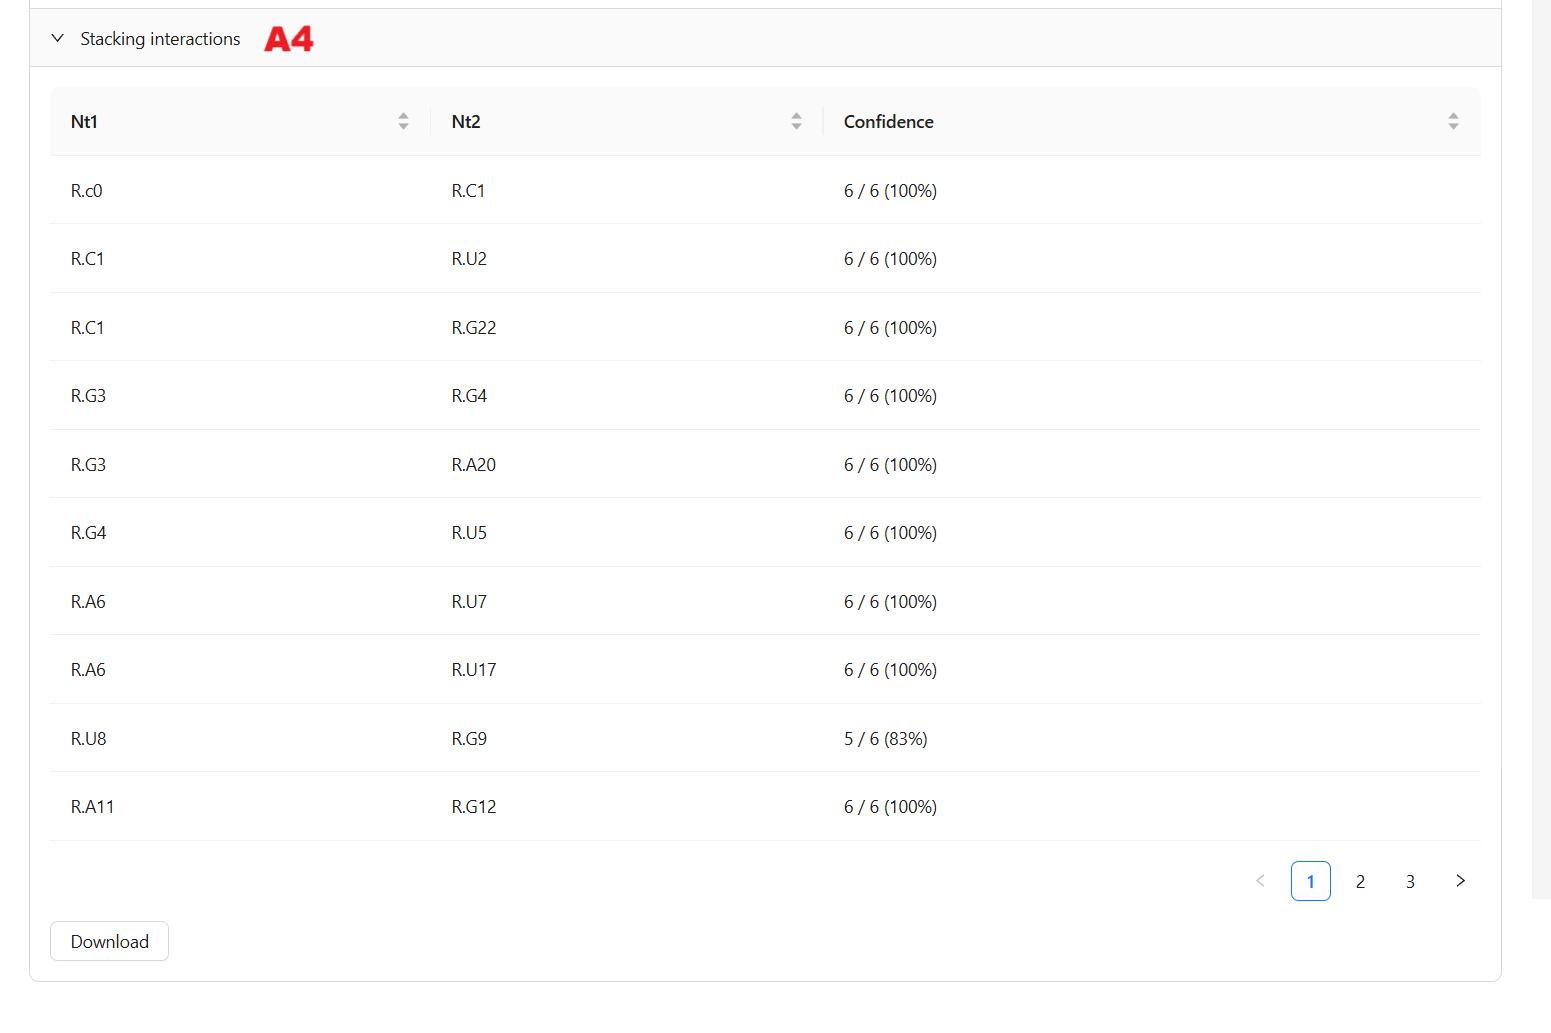 Stacking interactions A4
Nt1 Nt2 Confidence
R.c0 R.C1 6 / 6 (100%)
R.C1 R.U2 6 / 6 (100%)
R.C1 R.G22 6 / 6 (100%)
R.G3 R.G4 6 / 6 (100%)
R.G3 R.A20 6 / 6 (100%)
R.G4 R.U5 6 / 6 (100%)
R.A6 R.U7 6 / 6 (100%)
R.A6 R.U17 6 / 6 (100%)
R.U8 R.G9 5 / 6 (83%)
R.A11 R.G12 6 / 6 (100%)
1 2 3
Download